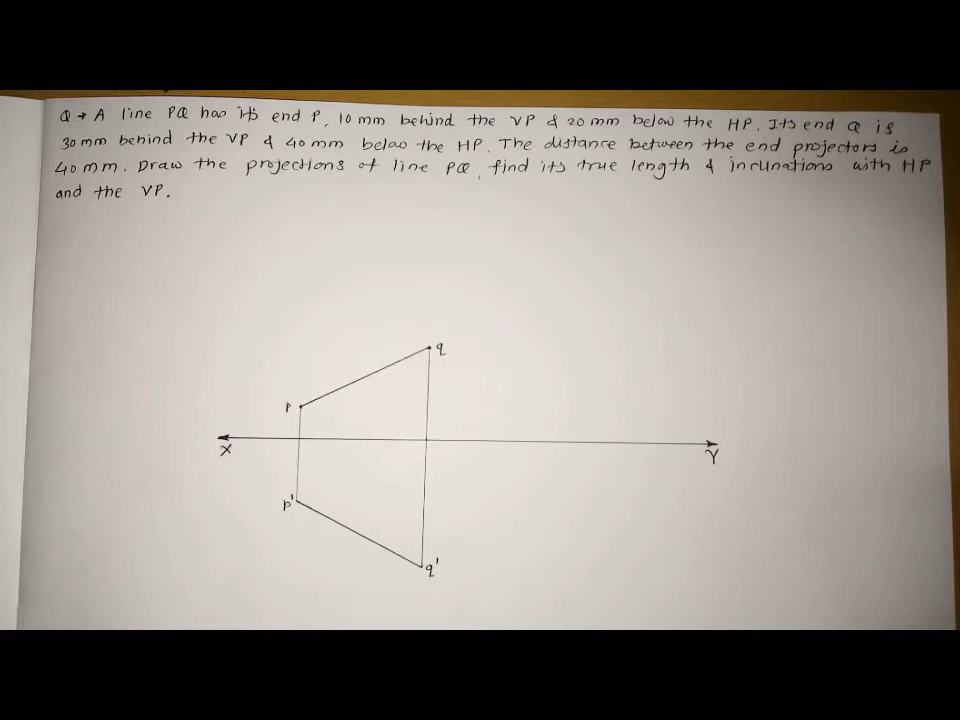 Q → A line PQ has its end P, 10 mm behind the VP & 20 mm below the HP. Its end Q is
30 mm behind the VP & 40 mm below the HP. The distance between the end projectors is
40 mm. Draw the projections of line PQ, find its true length & inclinations with HP
and the VP.
q
P
X
Y
p'
q'